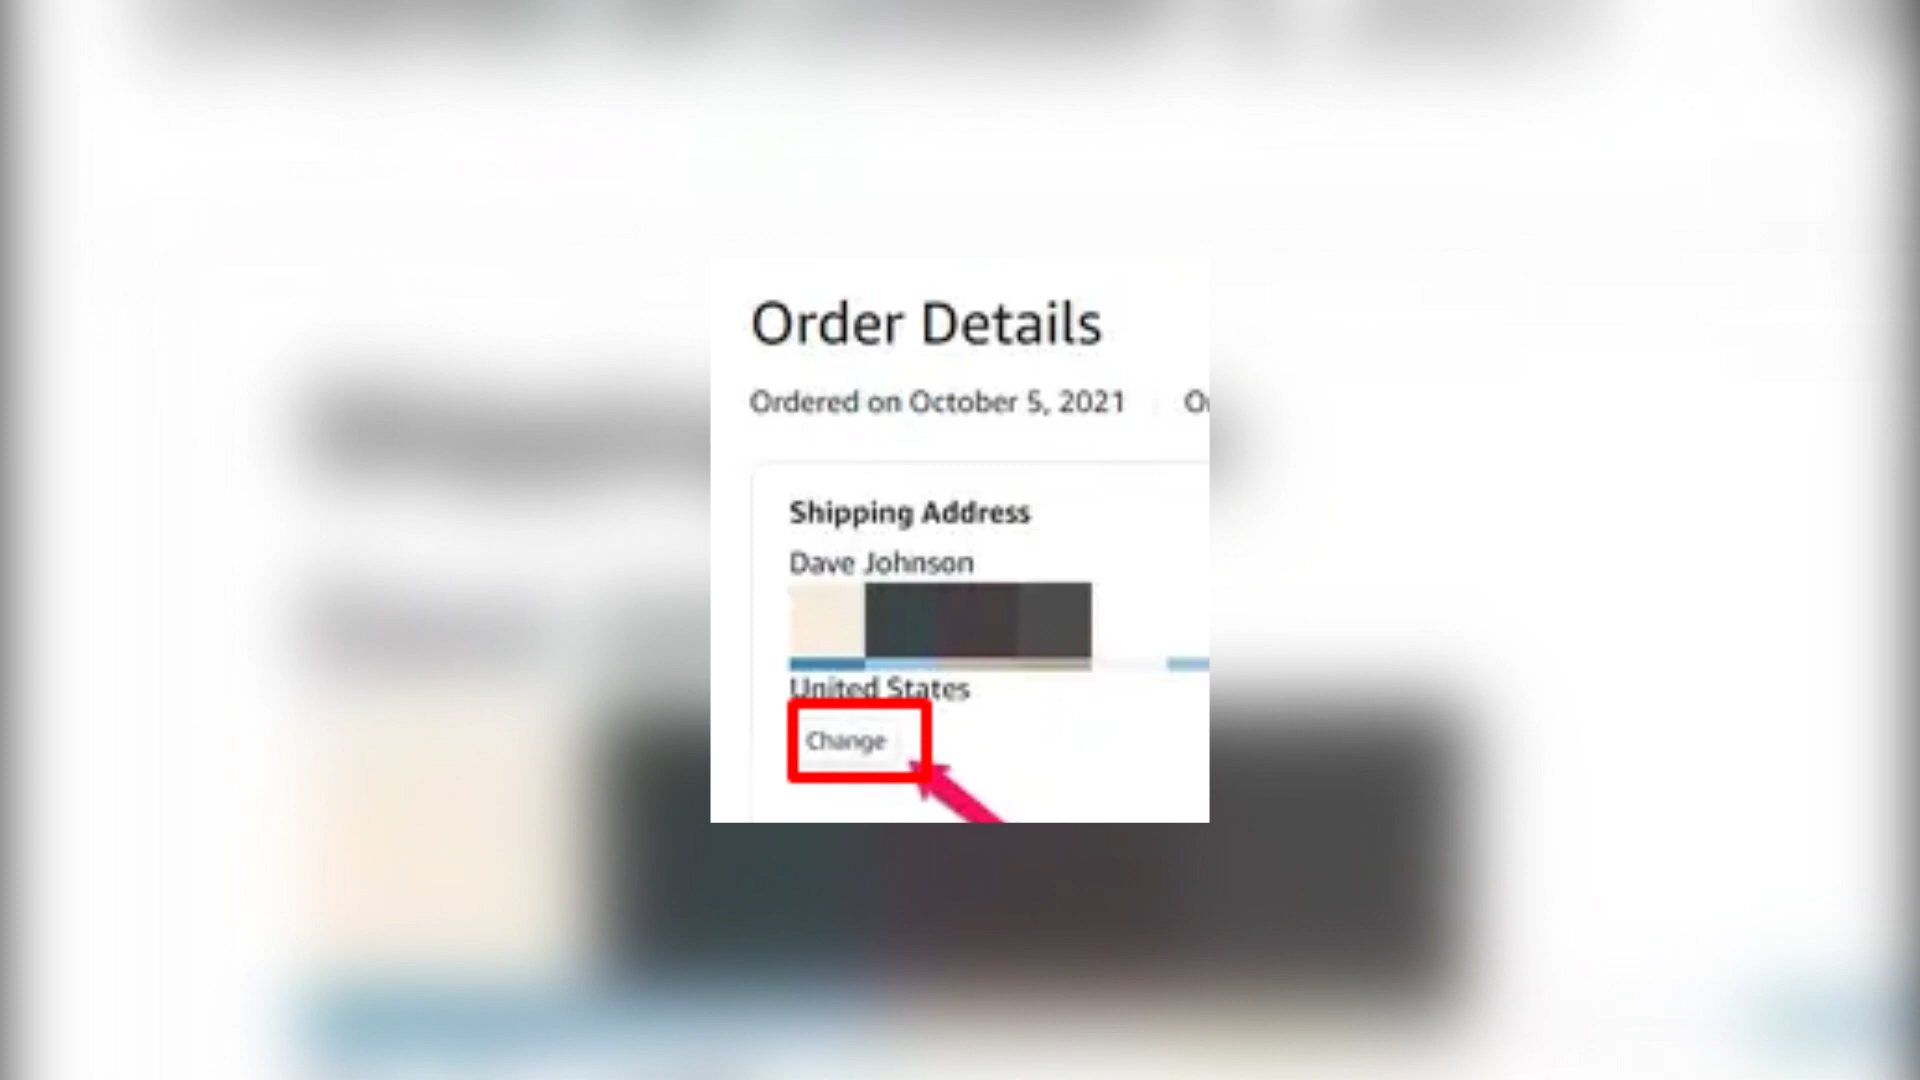 Order Details
Ordered on October 5, 2021
Shipping Address
Dave Johnson
United States
Change